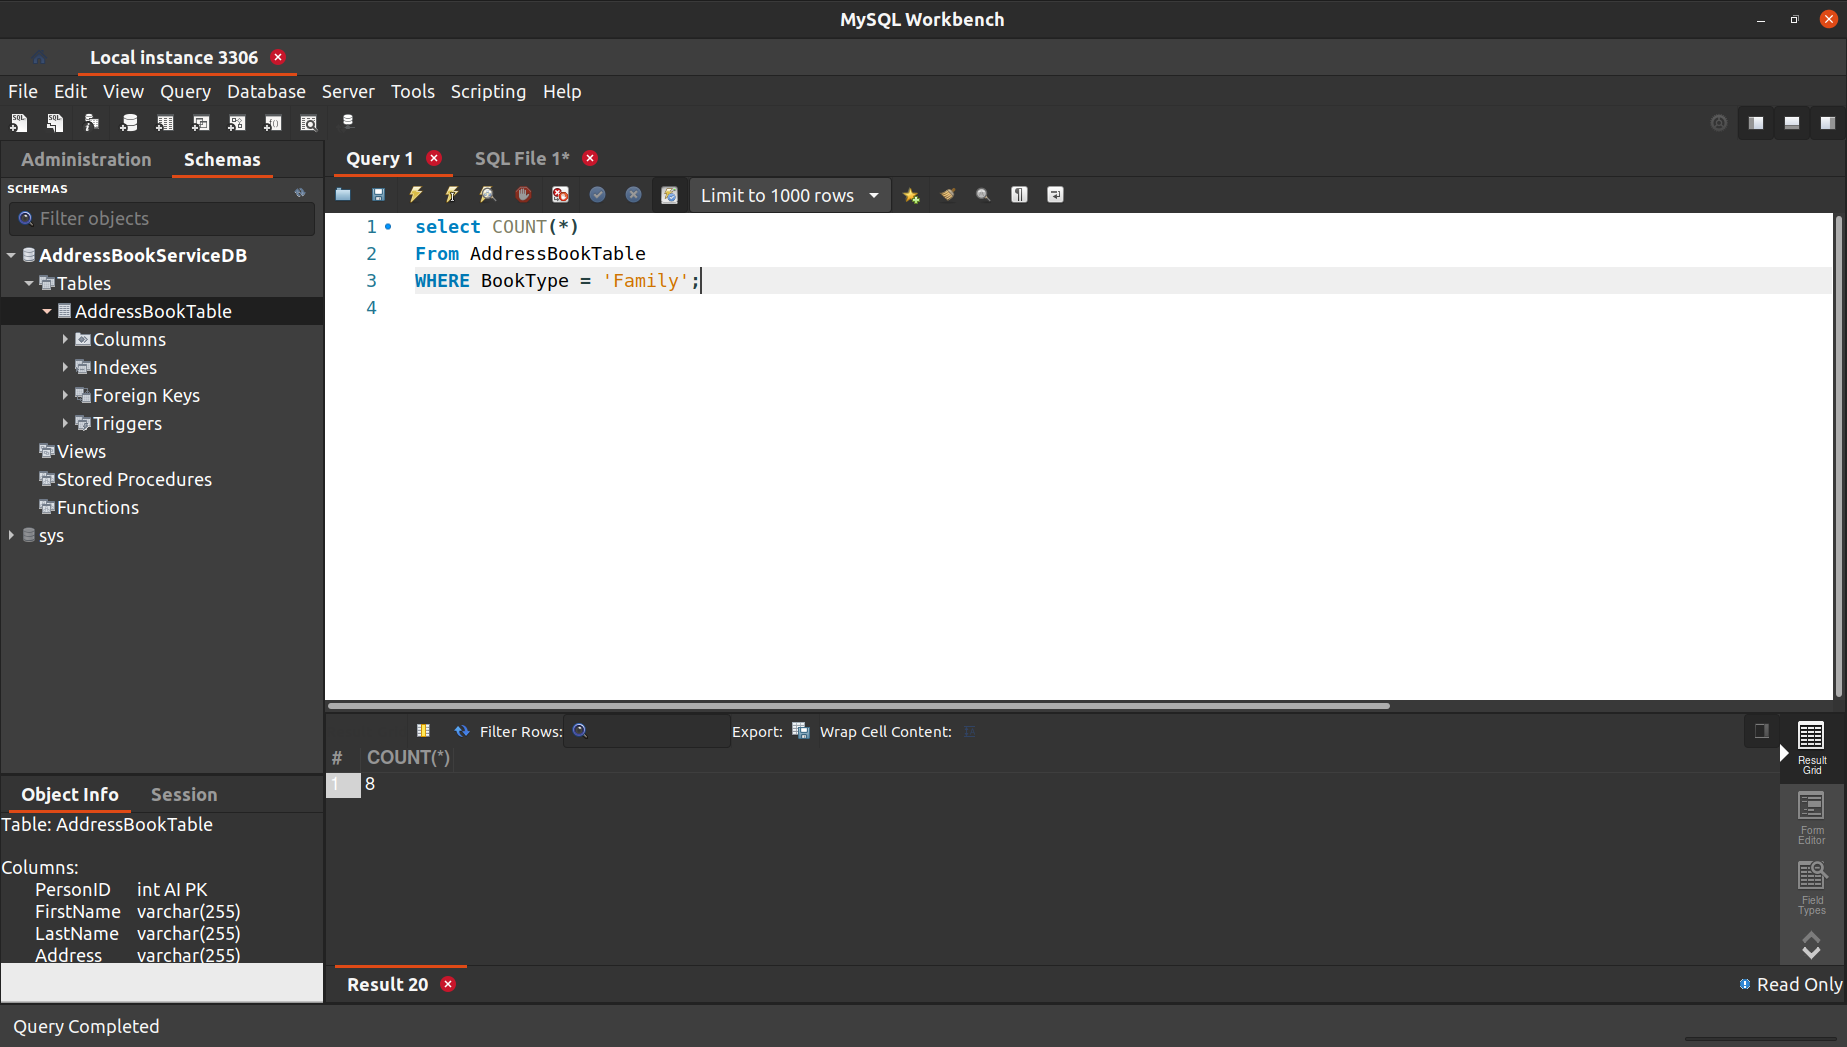 MySQL Workbench
Local instance 3306
File Edit View Query Database Server Tools Scripting Help
Administration Schemas
SCHEMAS
Filter objects
AddressBookServiceDB
Tables
AddressBookTable
Columns
Indexes
Foreign Keys
Triggers
Views
Stored Procedures
Functions
sys
Query 1 SQL File 1*
Limit to 1000 rows
1 select COUNT(*)
2 From AddressBookTable
3 WHERE BookType = 'Family';
4
Filter Rows: Export: Wrap Cell Content:
# COUNT(*)
1 8
Result
Grid
Form
Editor
Field
Types
Object Info Session
Table: AddressBookTable
Columns:
PersonID int AI PK
FirstName varchar(255)
LastName varchar(255)
Address varchar(255)
Result 20
Read Only
Query Completed